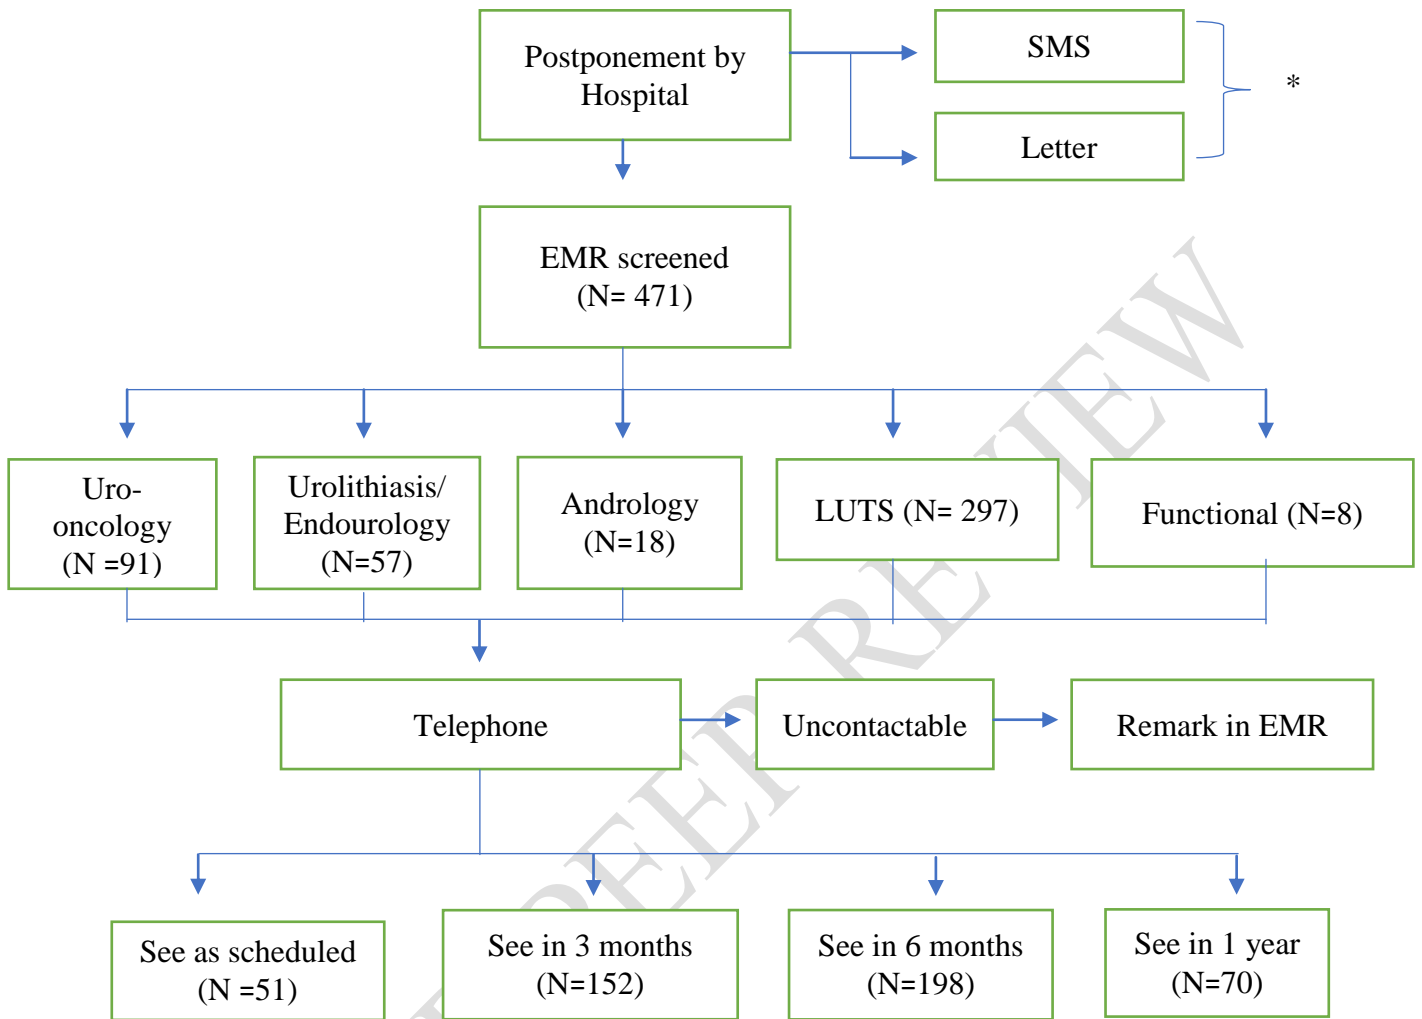 Postponement by
Hospital
SMS
*
Letter
EMR screened
(N= 471)
Uro-
oncology
(N =91)
Urolithiasis/
Endourology
(N=57)
Andrology
(N=18)
LUTS (N= 297)
Functional (N=8)
Telephone
Uncontactable
Remark in EMR
See as scheduled
(N =51)
See in 3 months
(N=152)
See in 6 months
(N=198)
See in 1 year
(N=70)
PEER REVIEW